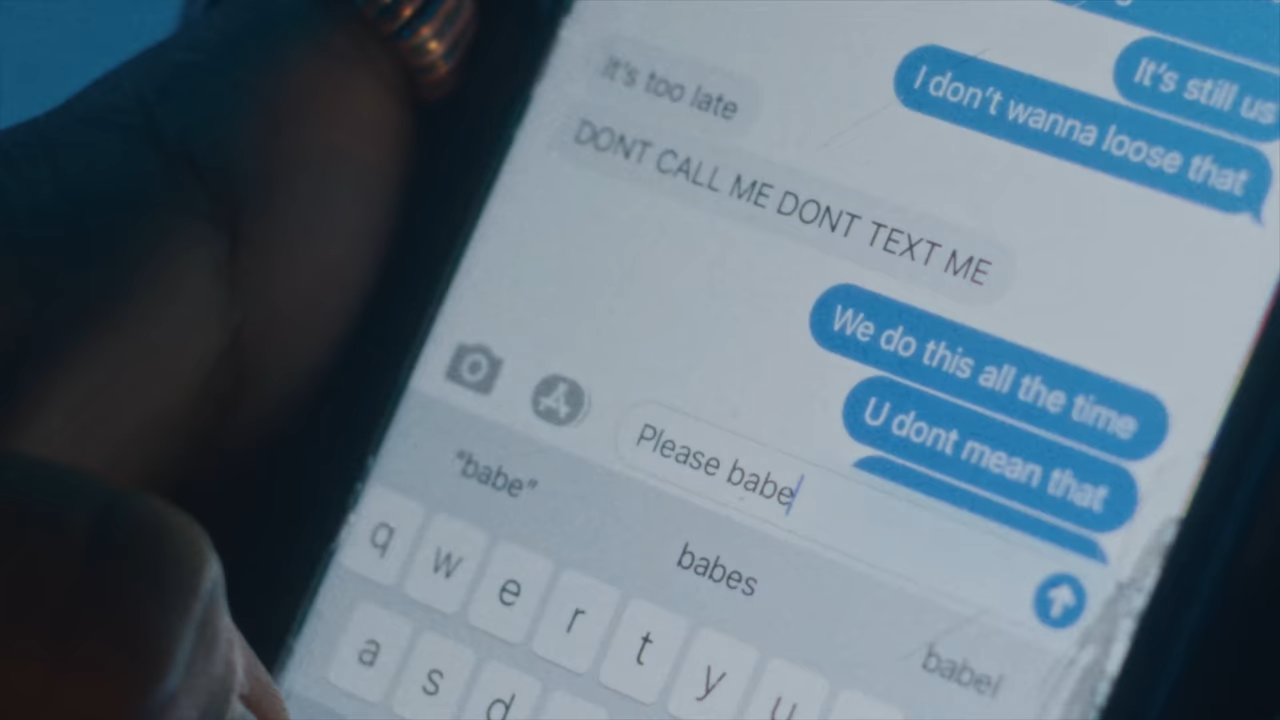 It's still us
I don't wanna loose that
It's too late
DONT CALL ME DONT TEXT ME
We do this all the time
U dont mean that
Please babe
"babe"
babes
babel
q w e r t y u
a s d